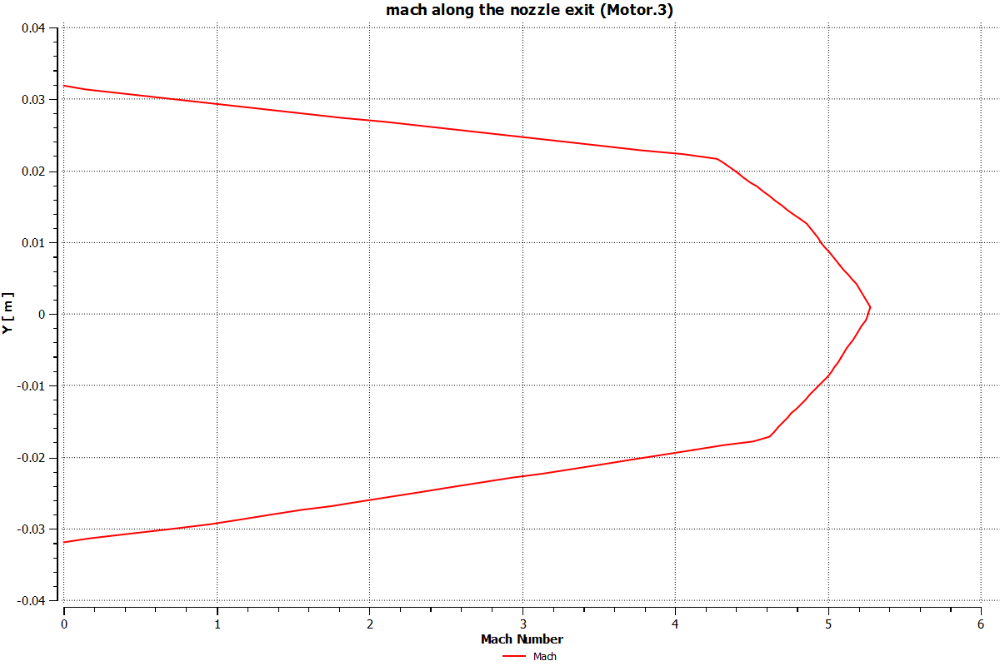 mach along the nozzle exit (Motor.3)
0.04
0.03
0.02
0.01
0
-0.01
-0.02
-0.03
-0.04
Y [ m ]
0 1 2 3 4 5 6
Mach Number
Mach